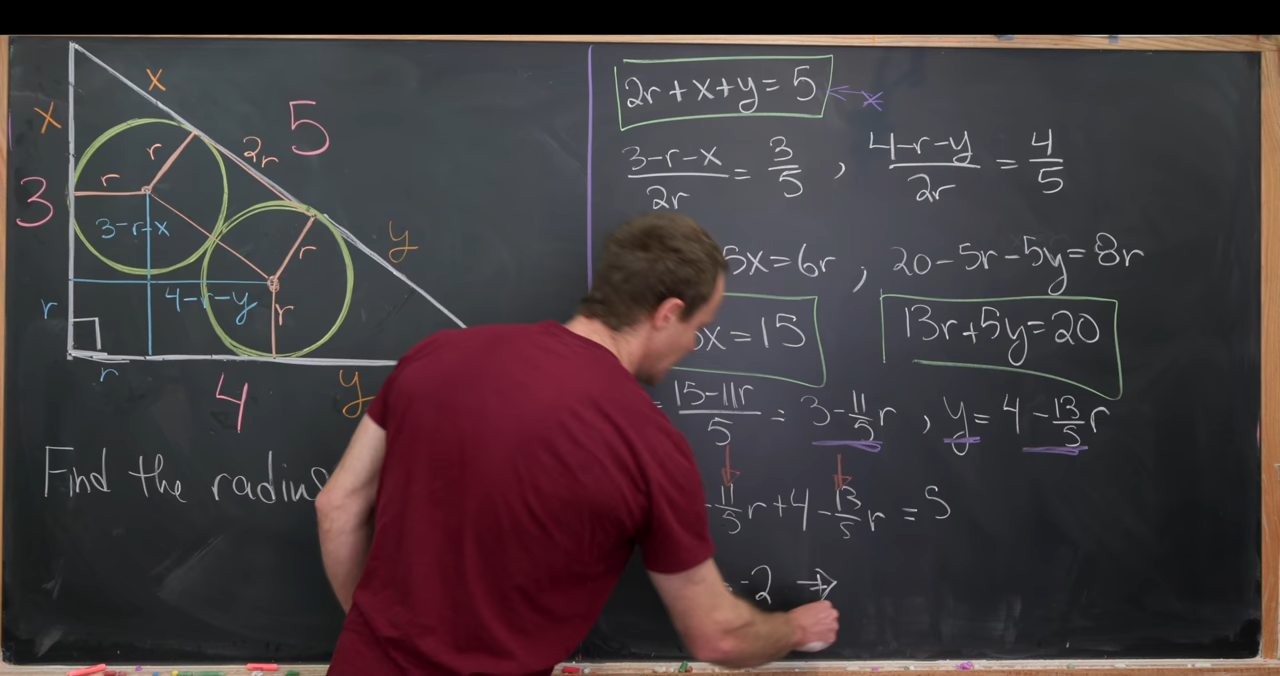 x
x
5
2r
r
r
3
3-r-x
y
r
4-r-y
r
r
r
4
y
Find the radius
2r+x+y=5
x
(3-r-x)/2r = 3/5 , (4-r-y)/2r = 4/5
5x=6r , 20-5r-5y=8r
x=15
13r+5y=20
= (15-11r)/5 = 3-11/5r , y= 4-13/5r
-11/5r+4-13/5r=5
=-2 →